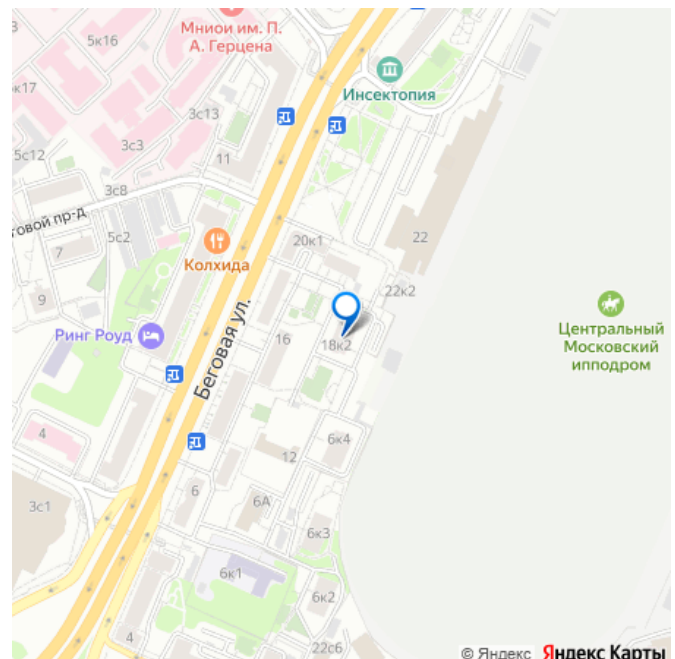 Мниои им. П.
А. Герцена
5к16
Инсектопия
к17
3с13
3с3
5с12
11
3с8
говой пр-д
5с2
7
20к1
22
Колхида
9
22к2
Центральный
Московский
ипподром
Ринг Роуд
16
18к2
Беговая ул.
4
6к4
12
6
6А
3с1
6к3
6к1
6к2
4
22с6
© Яндекс Яндекс Карты